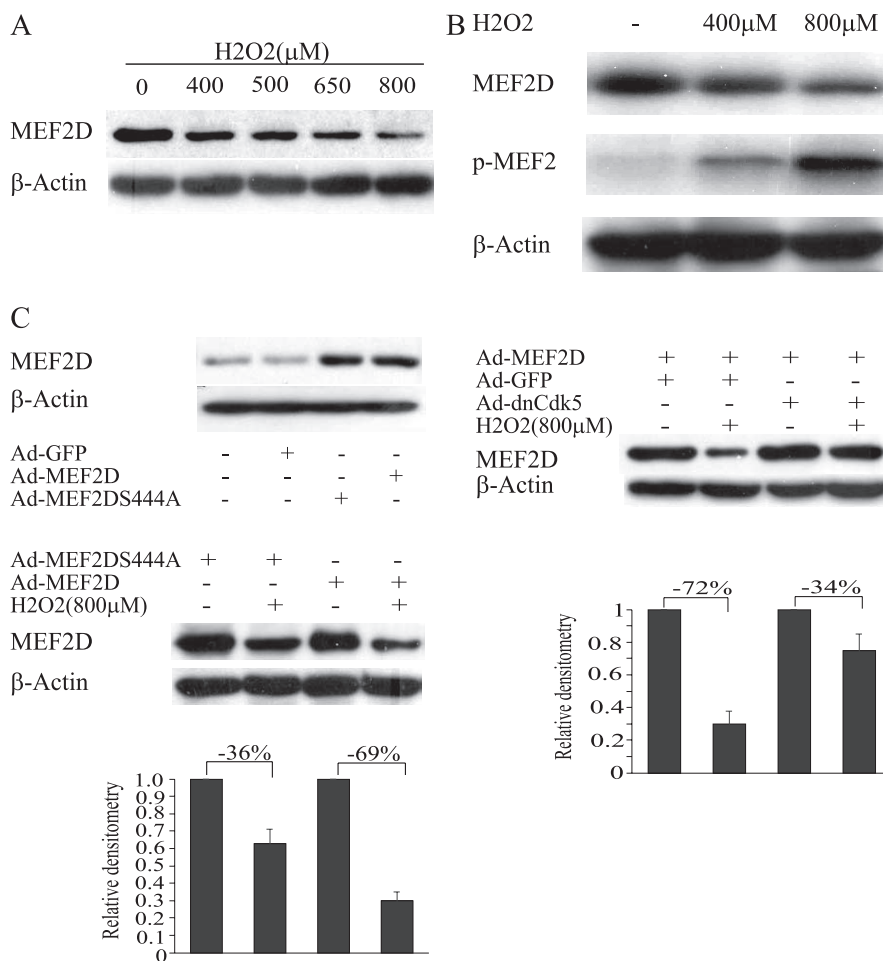 A
H2O2(μM)
0 400 500 650 800
MEF2D
β-Actin
B H2O2 - 400μM 800μM
MEF2D
p-MEF2
β-Actin
C
MEF2D
β-Actin
Ad-GFP - + - -
Ad-MEF2D - - - +
Ad-MEF2DS444A - - + -
Ad-MEF2DS444A + + - -
Ad-MEF2D - - + +
H2O2(800μM) - + - +
MEF2D
β-Actin
-36% -69%
Relative densitometry
1.0
0.9
0.8
0.7
0.6
0.5
0.4
0.3
0.2
0.1
0
Ad-MEF2D + + + +
Ad-GFP + + - -
Ad-dnCdk5 - - + +
H2O2(800μM) - + - +
MEF2D
β-Actin
-72% -34%
Relative densitometry
1
0.8
0.6
0.4
0.2
0